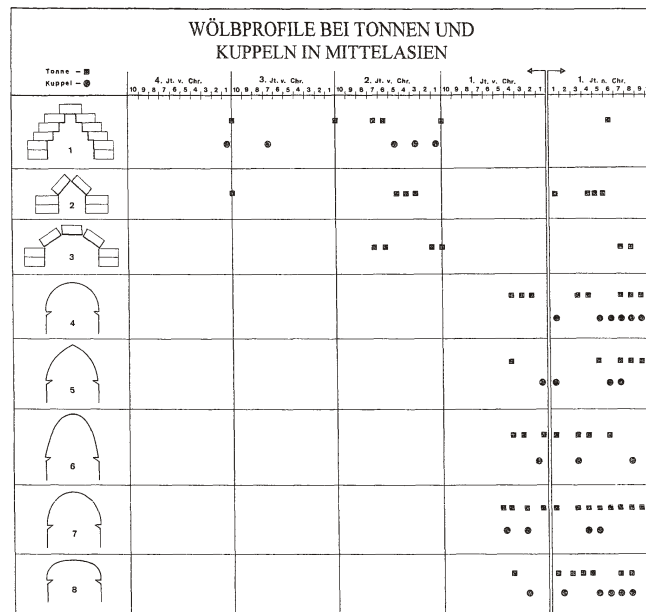 WÖLBPROFILE BEI TONNEN UND
KUPPELN IN MITTELASIEN
Tonne –
Kuppel –
4. Jt. v. Chr. 3. Jt. v. Chr. 2. Jt. v. Chr. 1. Jt. v. Chr. 1. Jt. n. Chr.
10 9 8 7 6 5 4 3 2 1 10 9 8 7 6 5 4 3 2 1 10 9 8 7 6 5 4 3 2 1 10 9 8 7 6 5 4 3 2 1 1 2 3 4 5 6 7 8 9
1
2
3
4
5
6
7
8